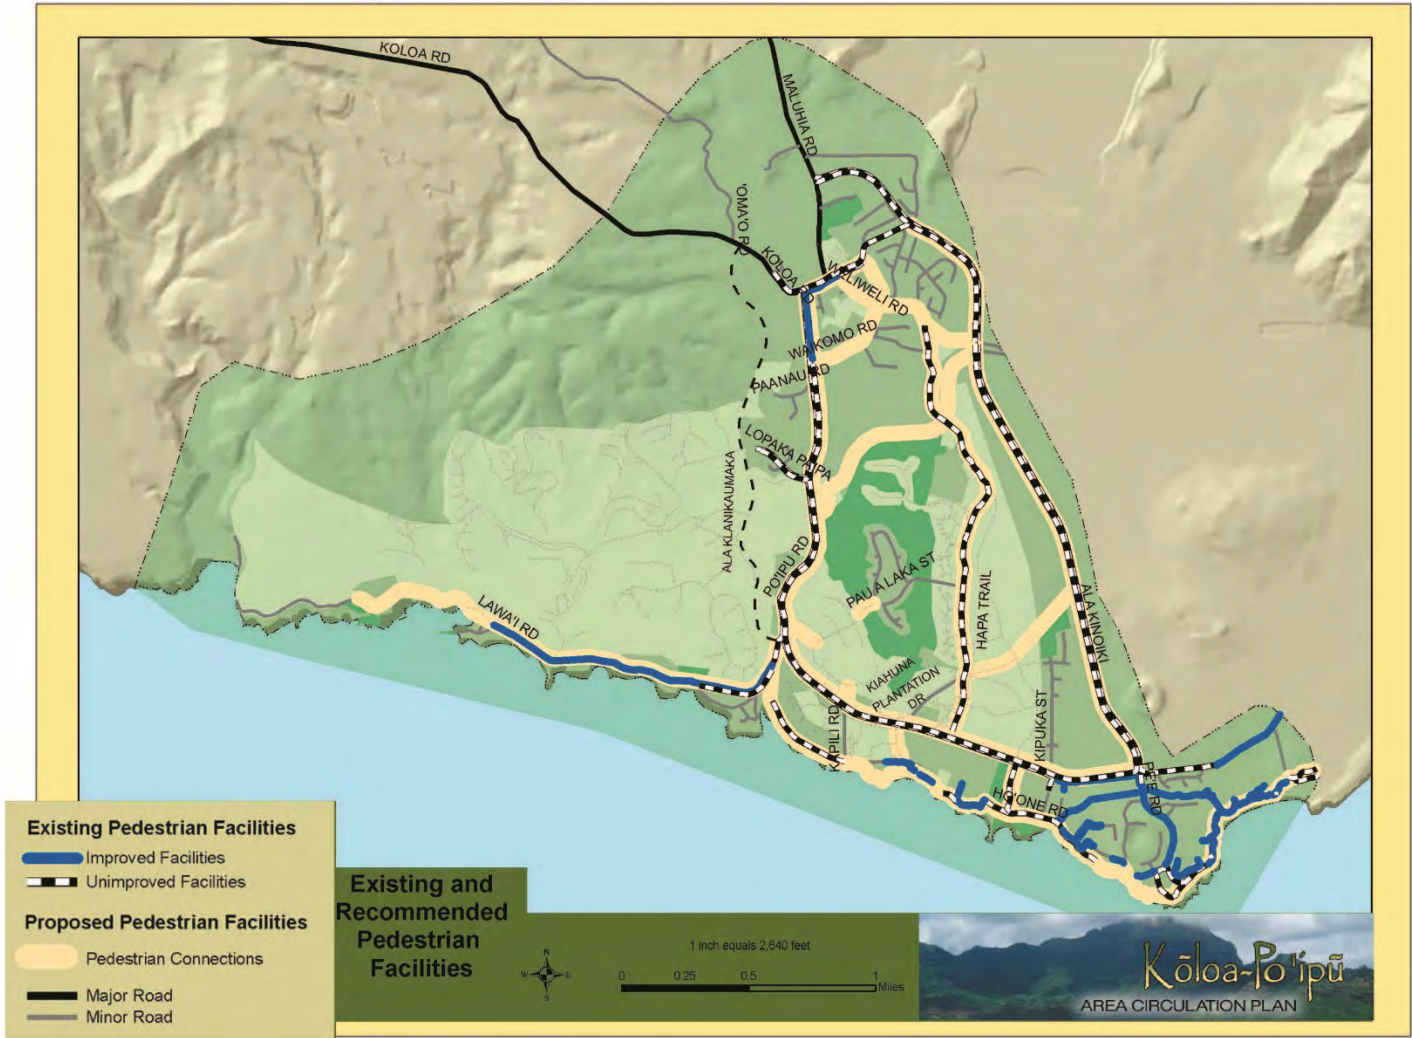 KOLOA RD
MALUHIA RD
'OMA'O RD
KOLOA RD
WELIWELI RD
WAIKOMO RD
PAANAU RD
LOPAKA PAIPA
ALA KLANIKAUMAKA
PO'IPU RD
PAU A LAKA ST
HAPA TRAIL
ALA KINOIKI
LAWA'I RD
KIAHUNA
PLANTATION
DR
KAPILI RD
KIPUKA ST
PE'E RD
HO'ONE RD
Existing Pedestrian Facilities
Improved Facilities
Unimproved Facilities
Proposed Pedestrian Facilities
Pedestrian Connections
Major Road
Minor Road
Existing and
Recommended
Pedestrian
Facilities
N
W E
S
1 inch equals 2,640 feet
0 0.25 0.5 1
Miles
Kōloa-Po'ipū
AREA CIRCULATION PLAN